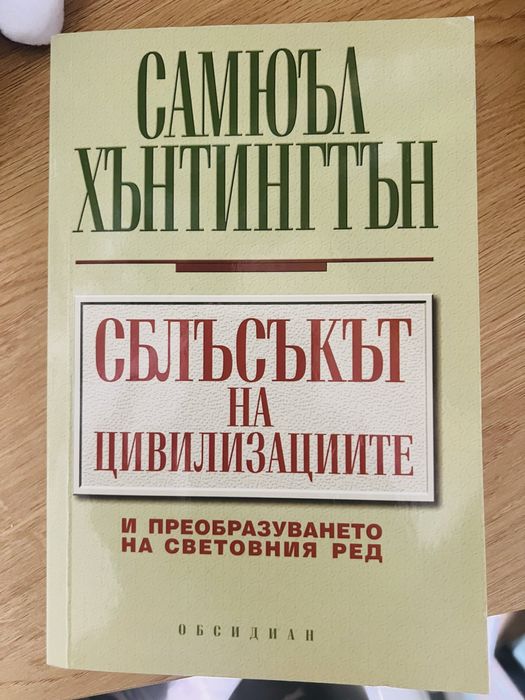 САМЮЪЛ
ХЪНТИНГТЪН
СБЛЪСЪКЪТ
НА
ЦИВИЛИЗАЦИИТЕ
И ПРЕОБРАЗУВАНЕТО
НА СВЕТОВНИЯ РЕД
ОБСИДИАН